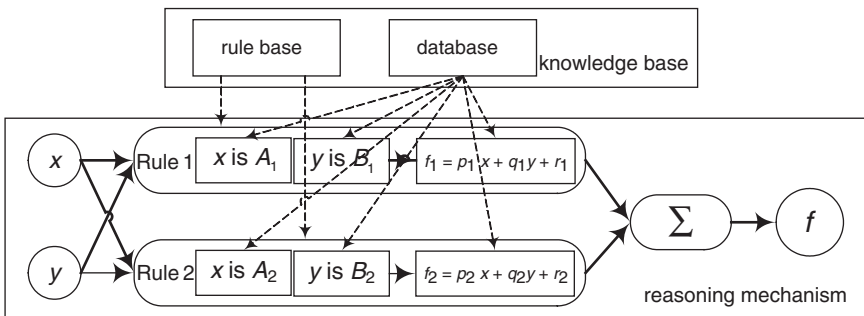 rule base
database
knowledge base
x
Rule 1
x is A₁
y is B₁
f₁ = p₁ x + q₁y + r₁
Σ
f
y
Rule 2
x is A₂
y is B₂
f₂ = p₂ x + q₂y + r₂
reasoning mechanism